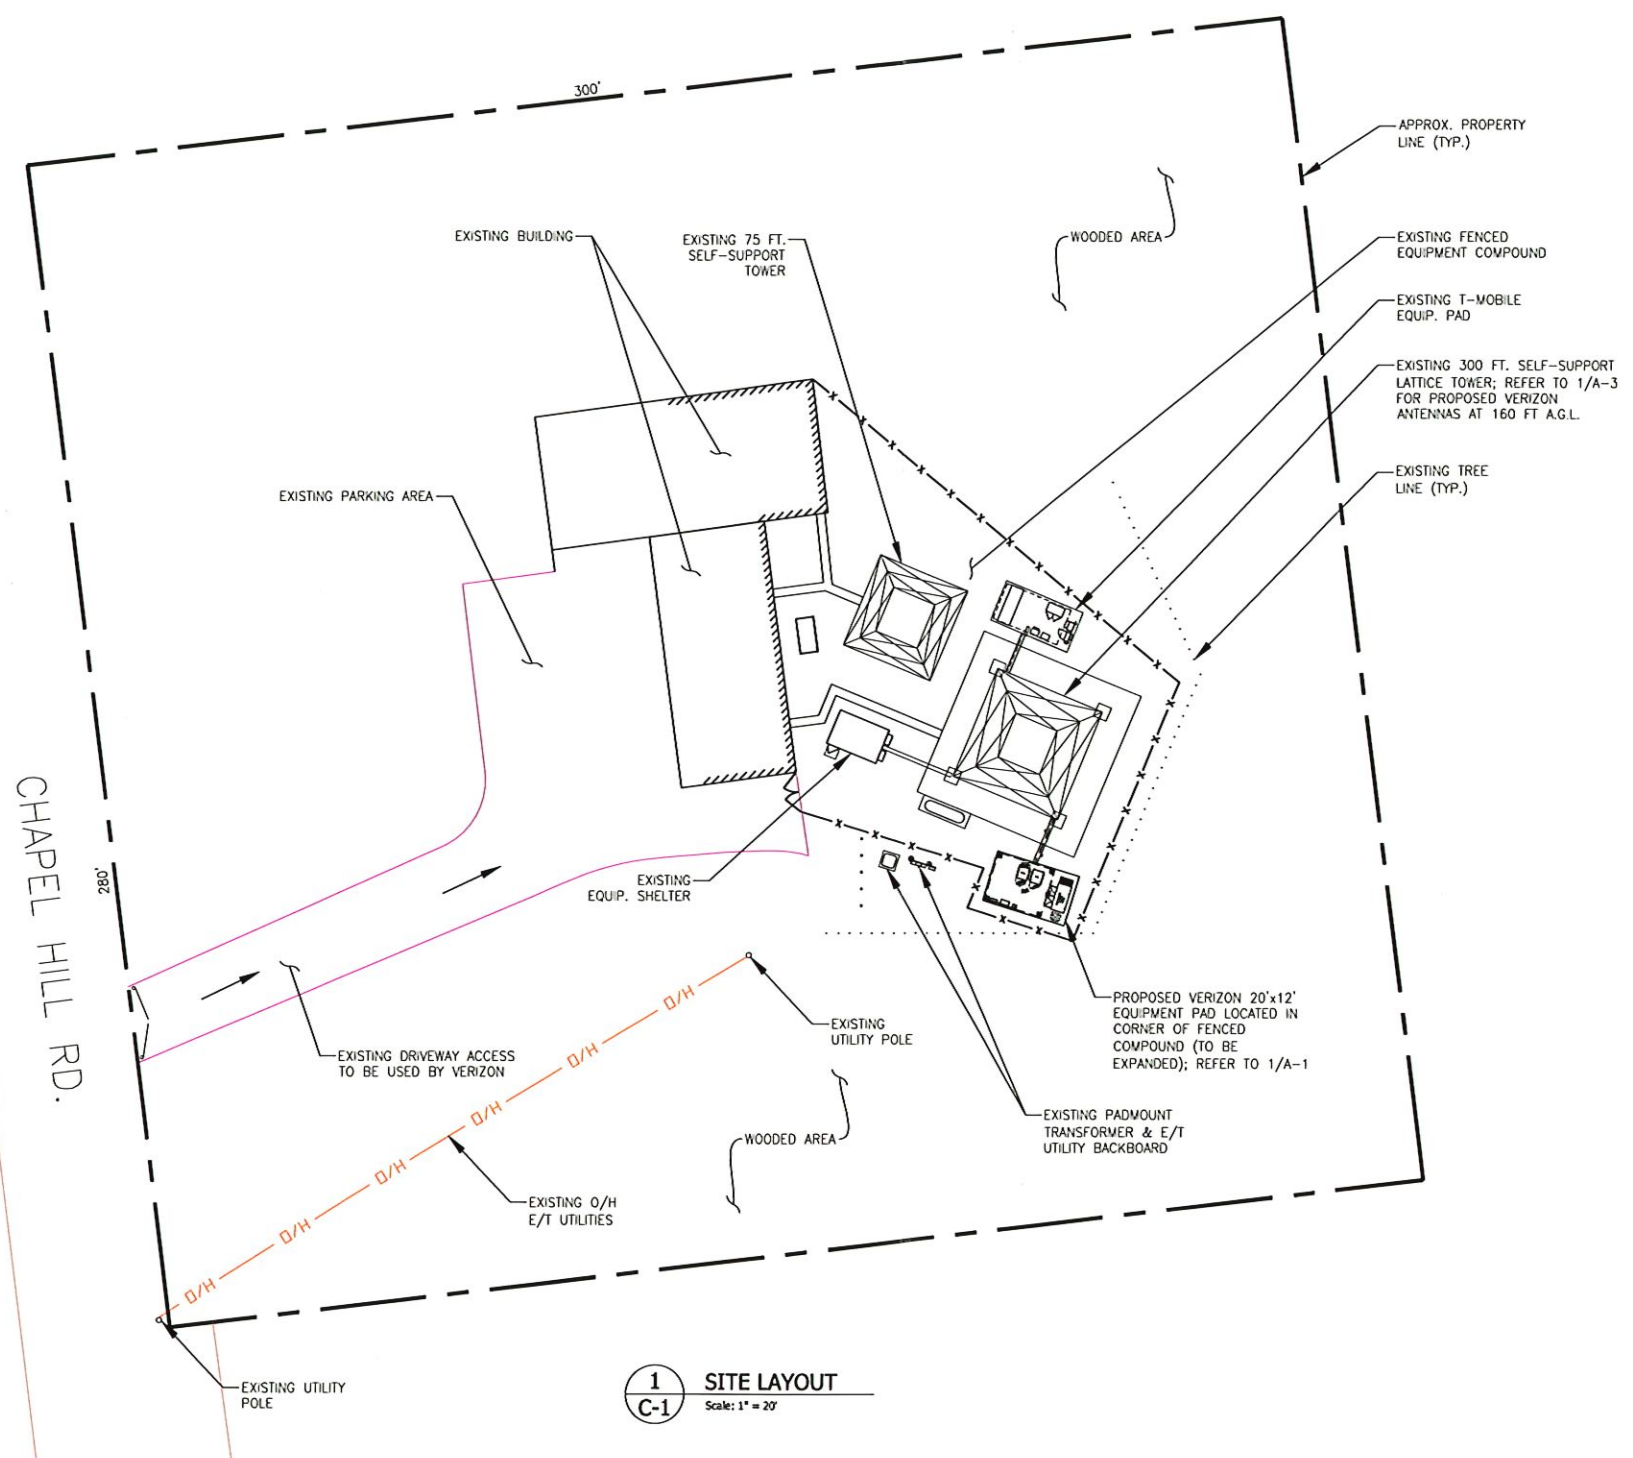 300'
APPROX. PROPERTY
LINE (TYP.)
EXISTING BUILDING
EXISTING 75 FT.
SELF-SUPPORT
TOWER
WOODED AREA
EXISTING FENCED
EQUIPMENT COMPOUND
EXISTING T-MOBILE
EQUIP. PAD
EXISTING 300 FT. SELF-SUPPORT
LATTICE TOWER; REFER TO 1/A-3
FOR PROPOSED VERIZON
ANTENNAS AT 160 FT A.G.L.
EXISTING TREE
LINE (TYP.)
EXISTING PARKING AREA
CHAPEL HILL RD.
280'
EXISTING
EQUIP. SHELTER
PROPOSED VERIZON 20'x12'
EQUIPMENT PAD LOCATED IN
CORNER OF FENCED
COMPOUND (TO BE
EXPANDED); REFER TO 1/A-1
EXISTING
UTILITY POLE
EXISTING DRIVEWAY ACCESS
TO BE USED BY VERIZON
O/H
O/H
O/H
O/H
O/H
O/H
EXISTING PADMOUNT
TRANSFORMER & E/T
UTILITY BACKBOARD
WOODED AREA
EXISTING O/H
E/T UTILITIES
EXISTING UTILITY
POLE
1
C-1
SITE LAYOUT
Scale: 1" = 20'